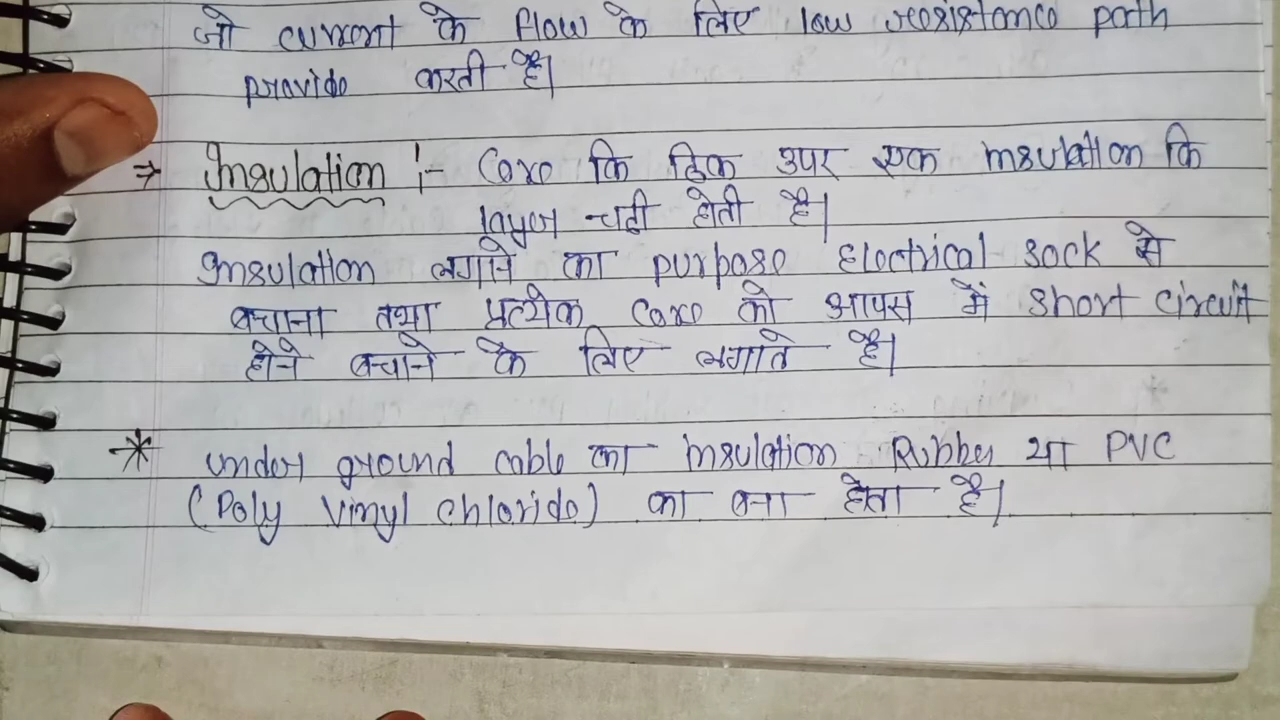 जो current के flow के लिए low resistance path
provide करती है।
⇒ Insulation :- Core कि ठिक उपर एक insulation कि
layer चढ़ी होती है।
Insulation लगाने का purpose Electrical sock से
बचाना तथा प्रत्येक core को आपस में short circuit
होने बचाने के लिए लगाते है।
* under ground cable का insulation Rubber या PVC
(Poly vinyl chloride) का बना होता है।